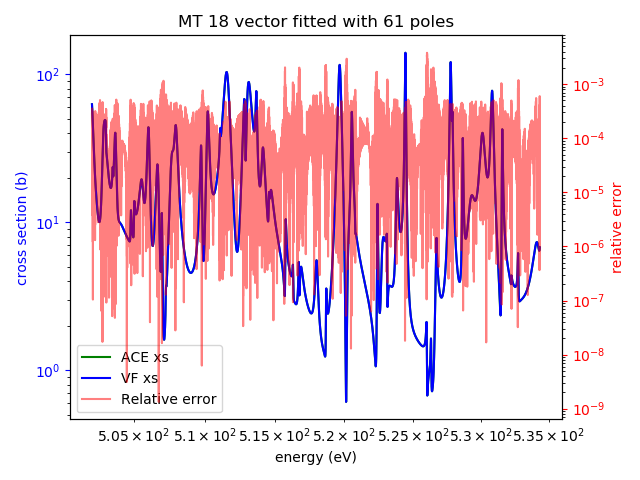 MT 18 vector fitted with 61 poles
cross section (b)
10²
10¹
10⁰
relative error
10⁻³
10⁻⁴
10⁻⁵
10⁻⁶
10⁻⁷
10⁻⁸
10⁻⁹
ACE xs
VF xs
Relative error
5.05 × 10² 5.1 × 10² 5.15 × 10² 5.2 × 10² 5.25 × 10² 5.3 × 10² 5.35 × 10²
energy (eV)